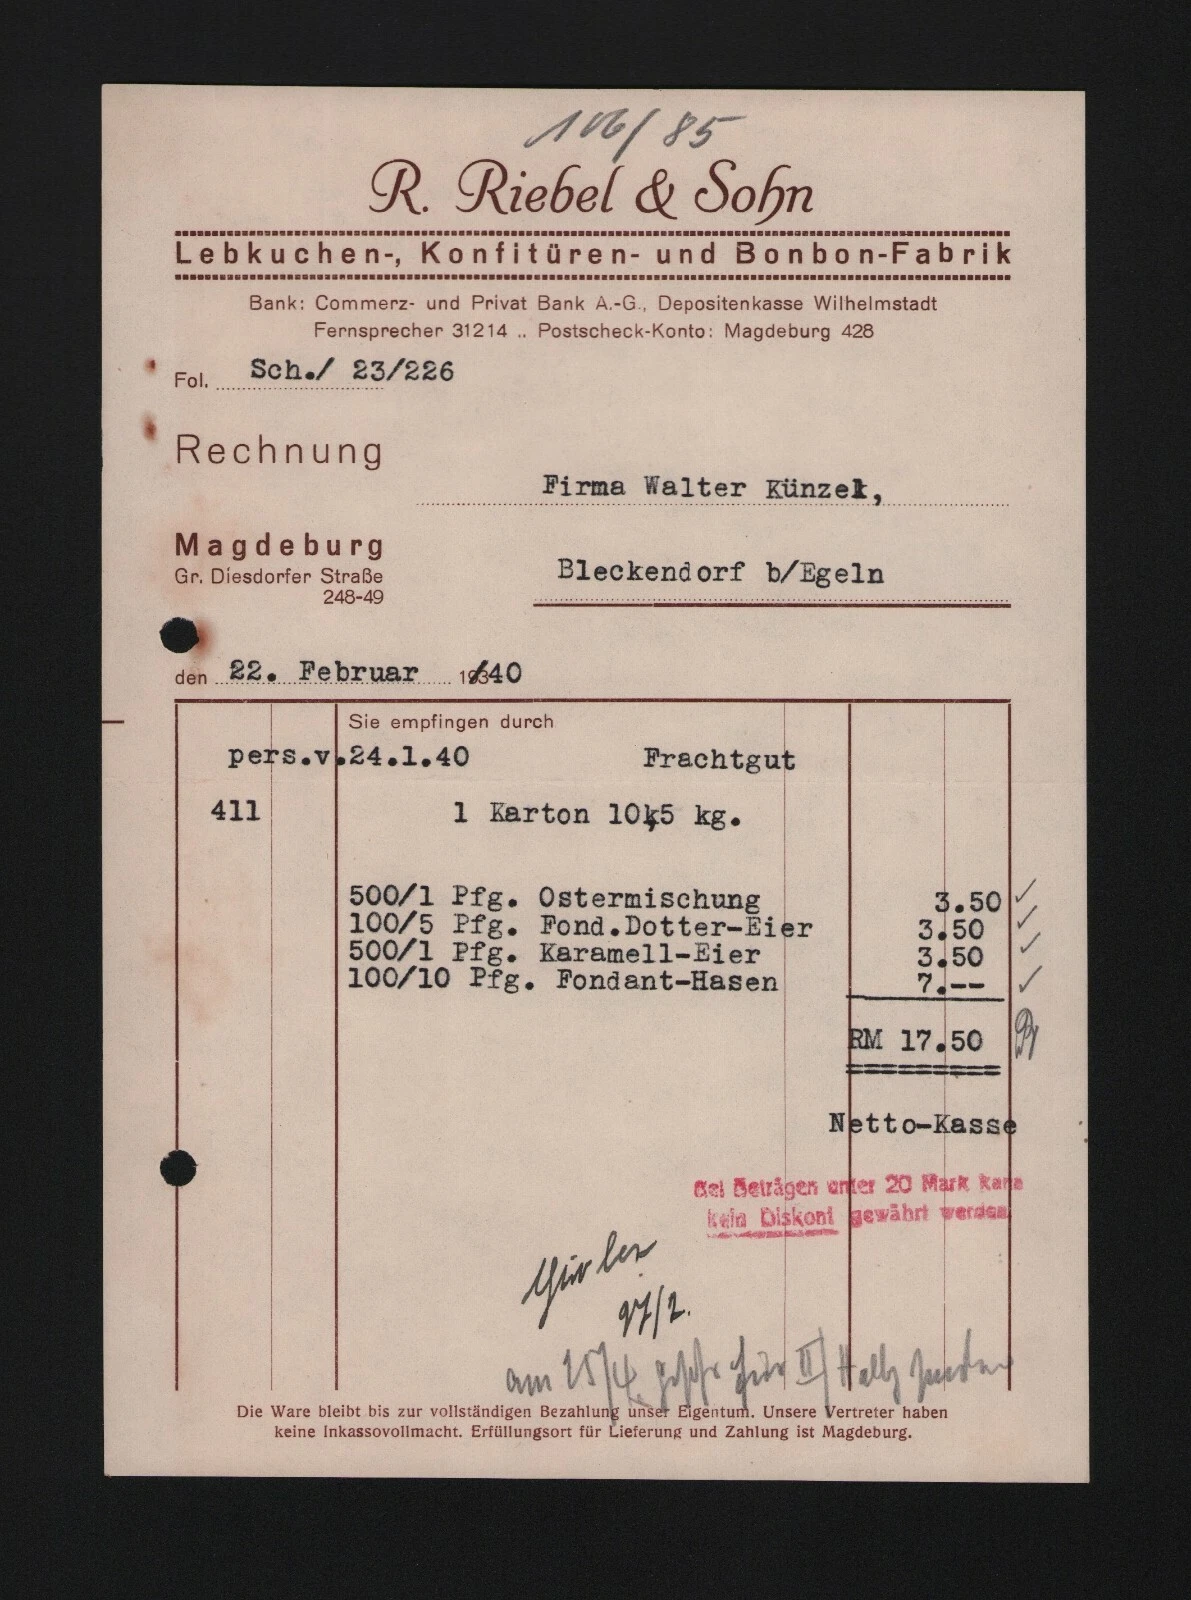 106/85
R. Riebel & Sohn
Lebkuchen-, Konfitüren- und Bonbon-Fabrik
Bank: Commerz- und Privat Bank A.-G., Depositenkasse Wilhelmstadt
Fernsprecher 31214 .. Postscheck-Konto: Magdeburg 428
Fol. Sch./ 23/226
Rechnung
Firma Walter Künzel,
Magdeburg
Gr. Diesdorfer Straße
248-49
Bleckendorf b/Egeln
den 22. Februar 193/40
Sie empfingen durch
pers.v.24.1.40 Frachtgut
411 1 Karton 10,5 kg.
500/1 Pfg. Ostermischung 3.50
100/5 Pfg. Fond.Dotter-Eier 3.50
500/1 Pfg. Karamell-Eier 3.50
100/10 Pfg. Fondant-Hasen 7.--
RM 17.50
Netto-Kasse
Bei Beträgen unter 20 Mark kann
kein Diskont gewährt werden
27/2.
am 15/4.
Die Ware bleibt bis zur vollständigen Bezahlung unser Eigentum. Unsere Vertreter haben
keine Inkassovollmacht. Erfüllungsort für Lieferung und Zahlung ist Magdeburg.